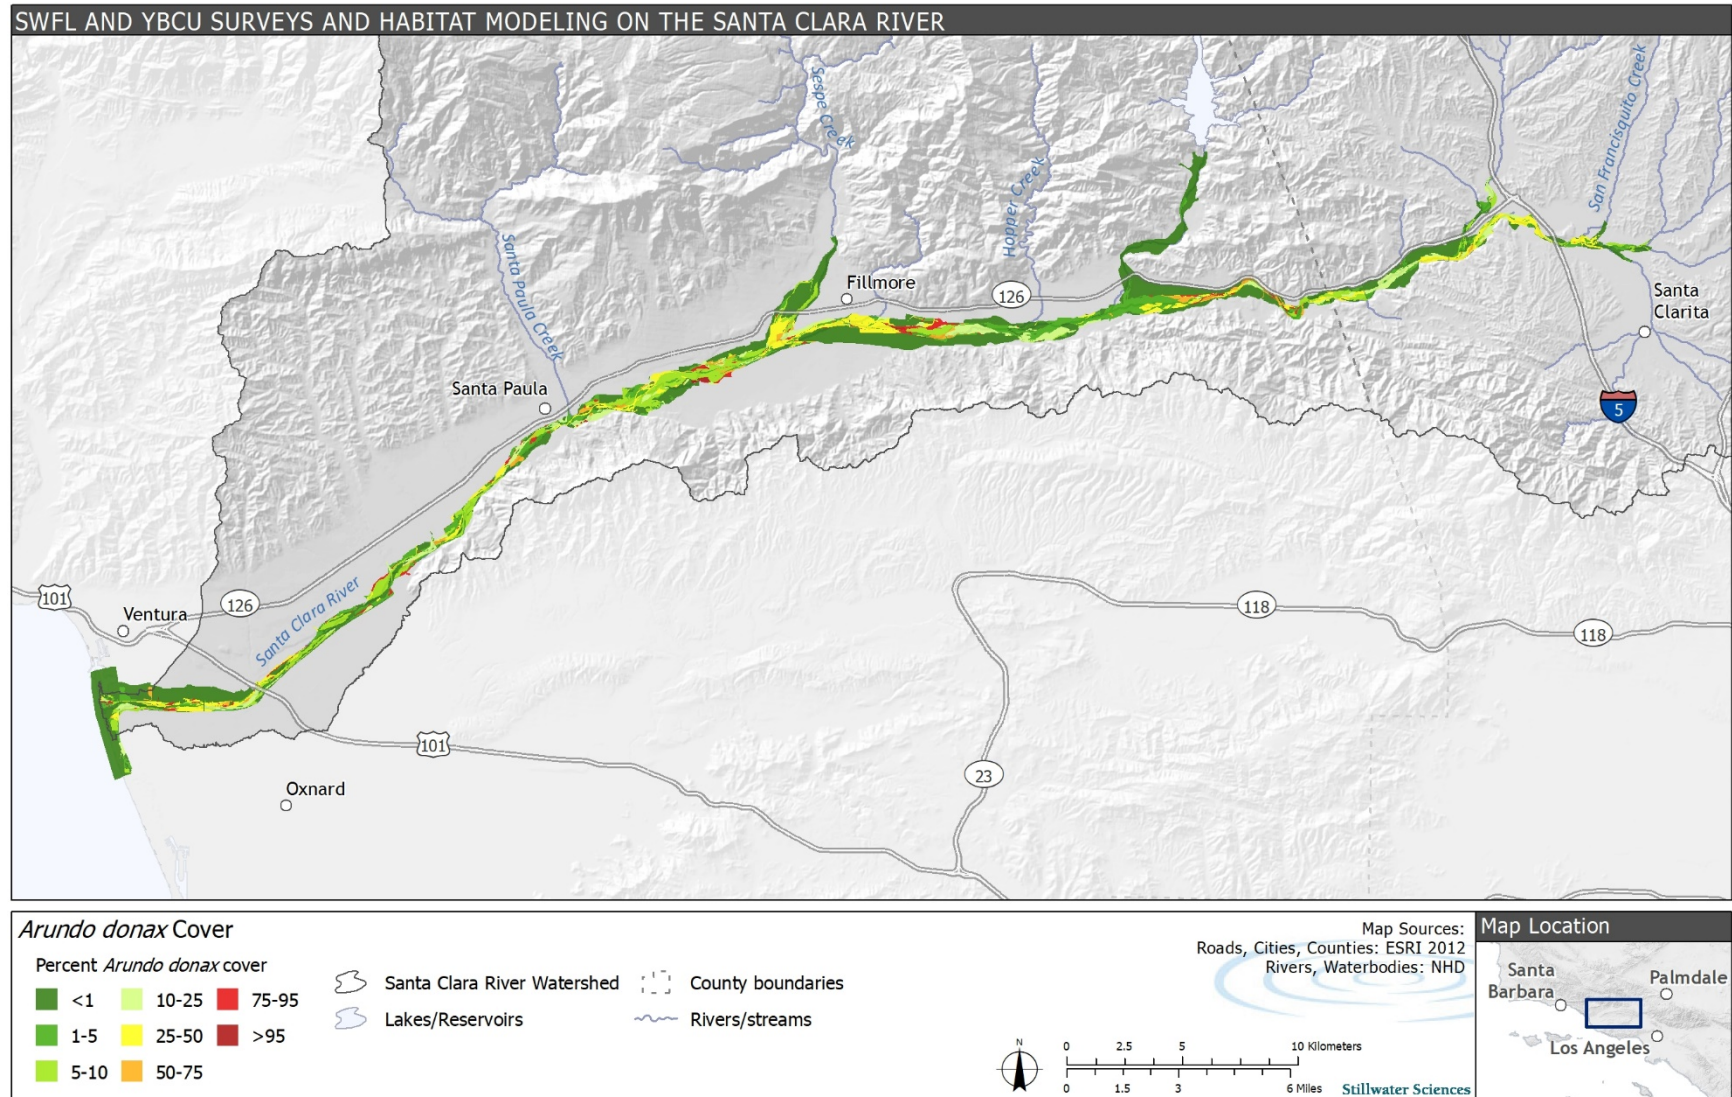 SWFL AND YBCU SURVEYS AND HABITAT MODELING ON THE SANTA CLARA RIVER
Sespe Creek
San Francisquito Creek
Hopper Creek
Santa Paula Creek
Fillmore
126
Santa
Clarita
Santa Paula
5
101
Ventura
126
Santa Clara River
118
118
101
23
Oxnard
Arundo donax Cover
Percent Arundo donax cover
<1
10-25
75-95
1-5
25-50
>95
5-10
50-75
Santa Clara River Watershed
County boundaries
Lakes/Reservoirs
Rivers/streams
Map Sources:
Roads, Cities, Counties: ESRI 2012
Rivers, Waterbodies: NHD
N
0 2.5 5 10 Kilometers
0 1.5 3 6 Miles
Stillwater Sciences
Map Location
Santa
Barbara
Palmdale
Los Angeles